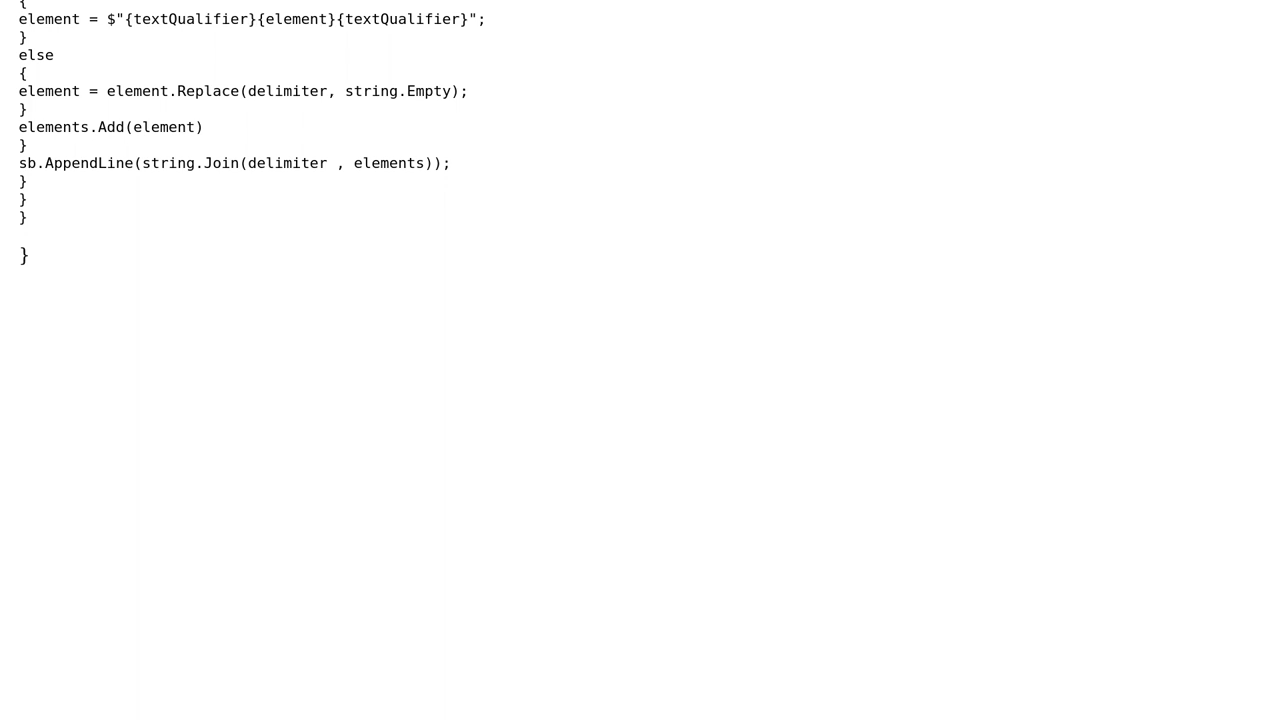 {
element = $"{textQualifier}{element}{textQualifier}";
}
else
{
element = element.Replace(delimiter, string.Empty);
}
elements.Add(element)
}
sb.AppendLine(string.Join(delimiter , elements));
}
}
}
}